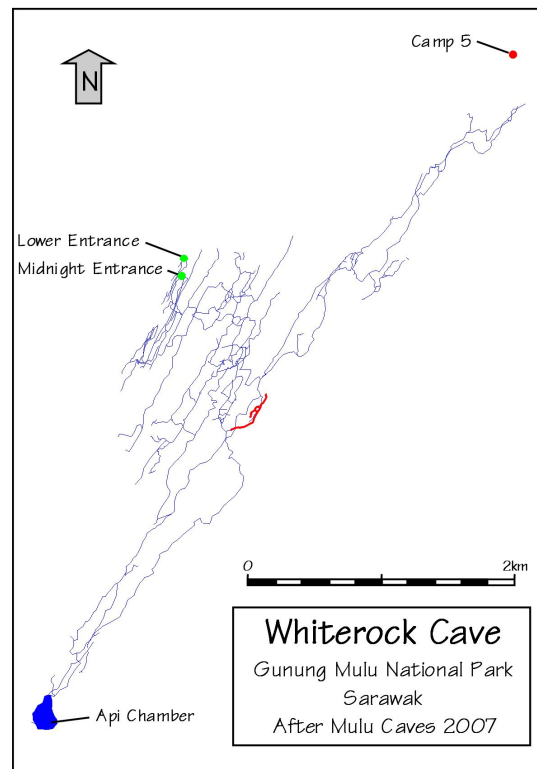 Camp 5
N
Lower Entrance
Midnight Entrance
0 2km
Whiterock Cave
Gunung Mulu National Park
Sarawak
After Mulu Caves 2007
Api Chamber